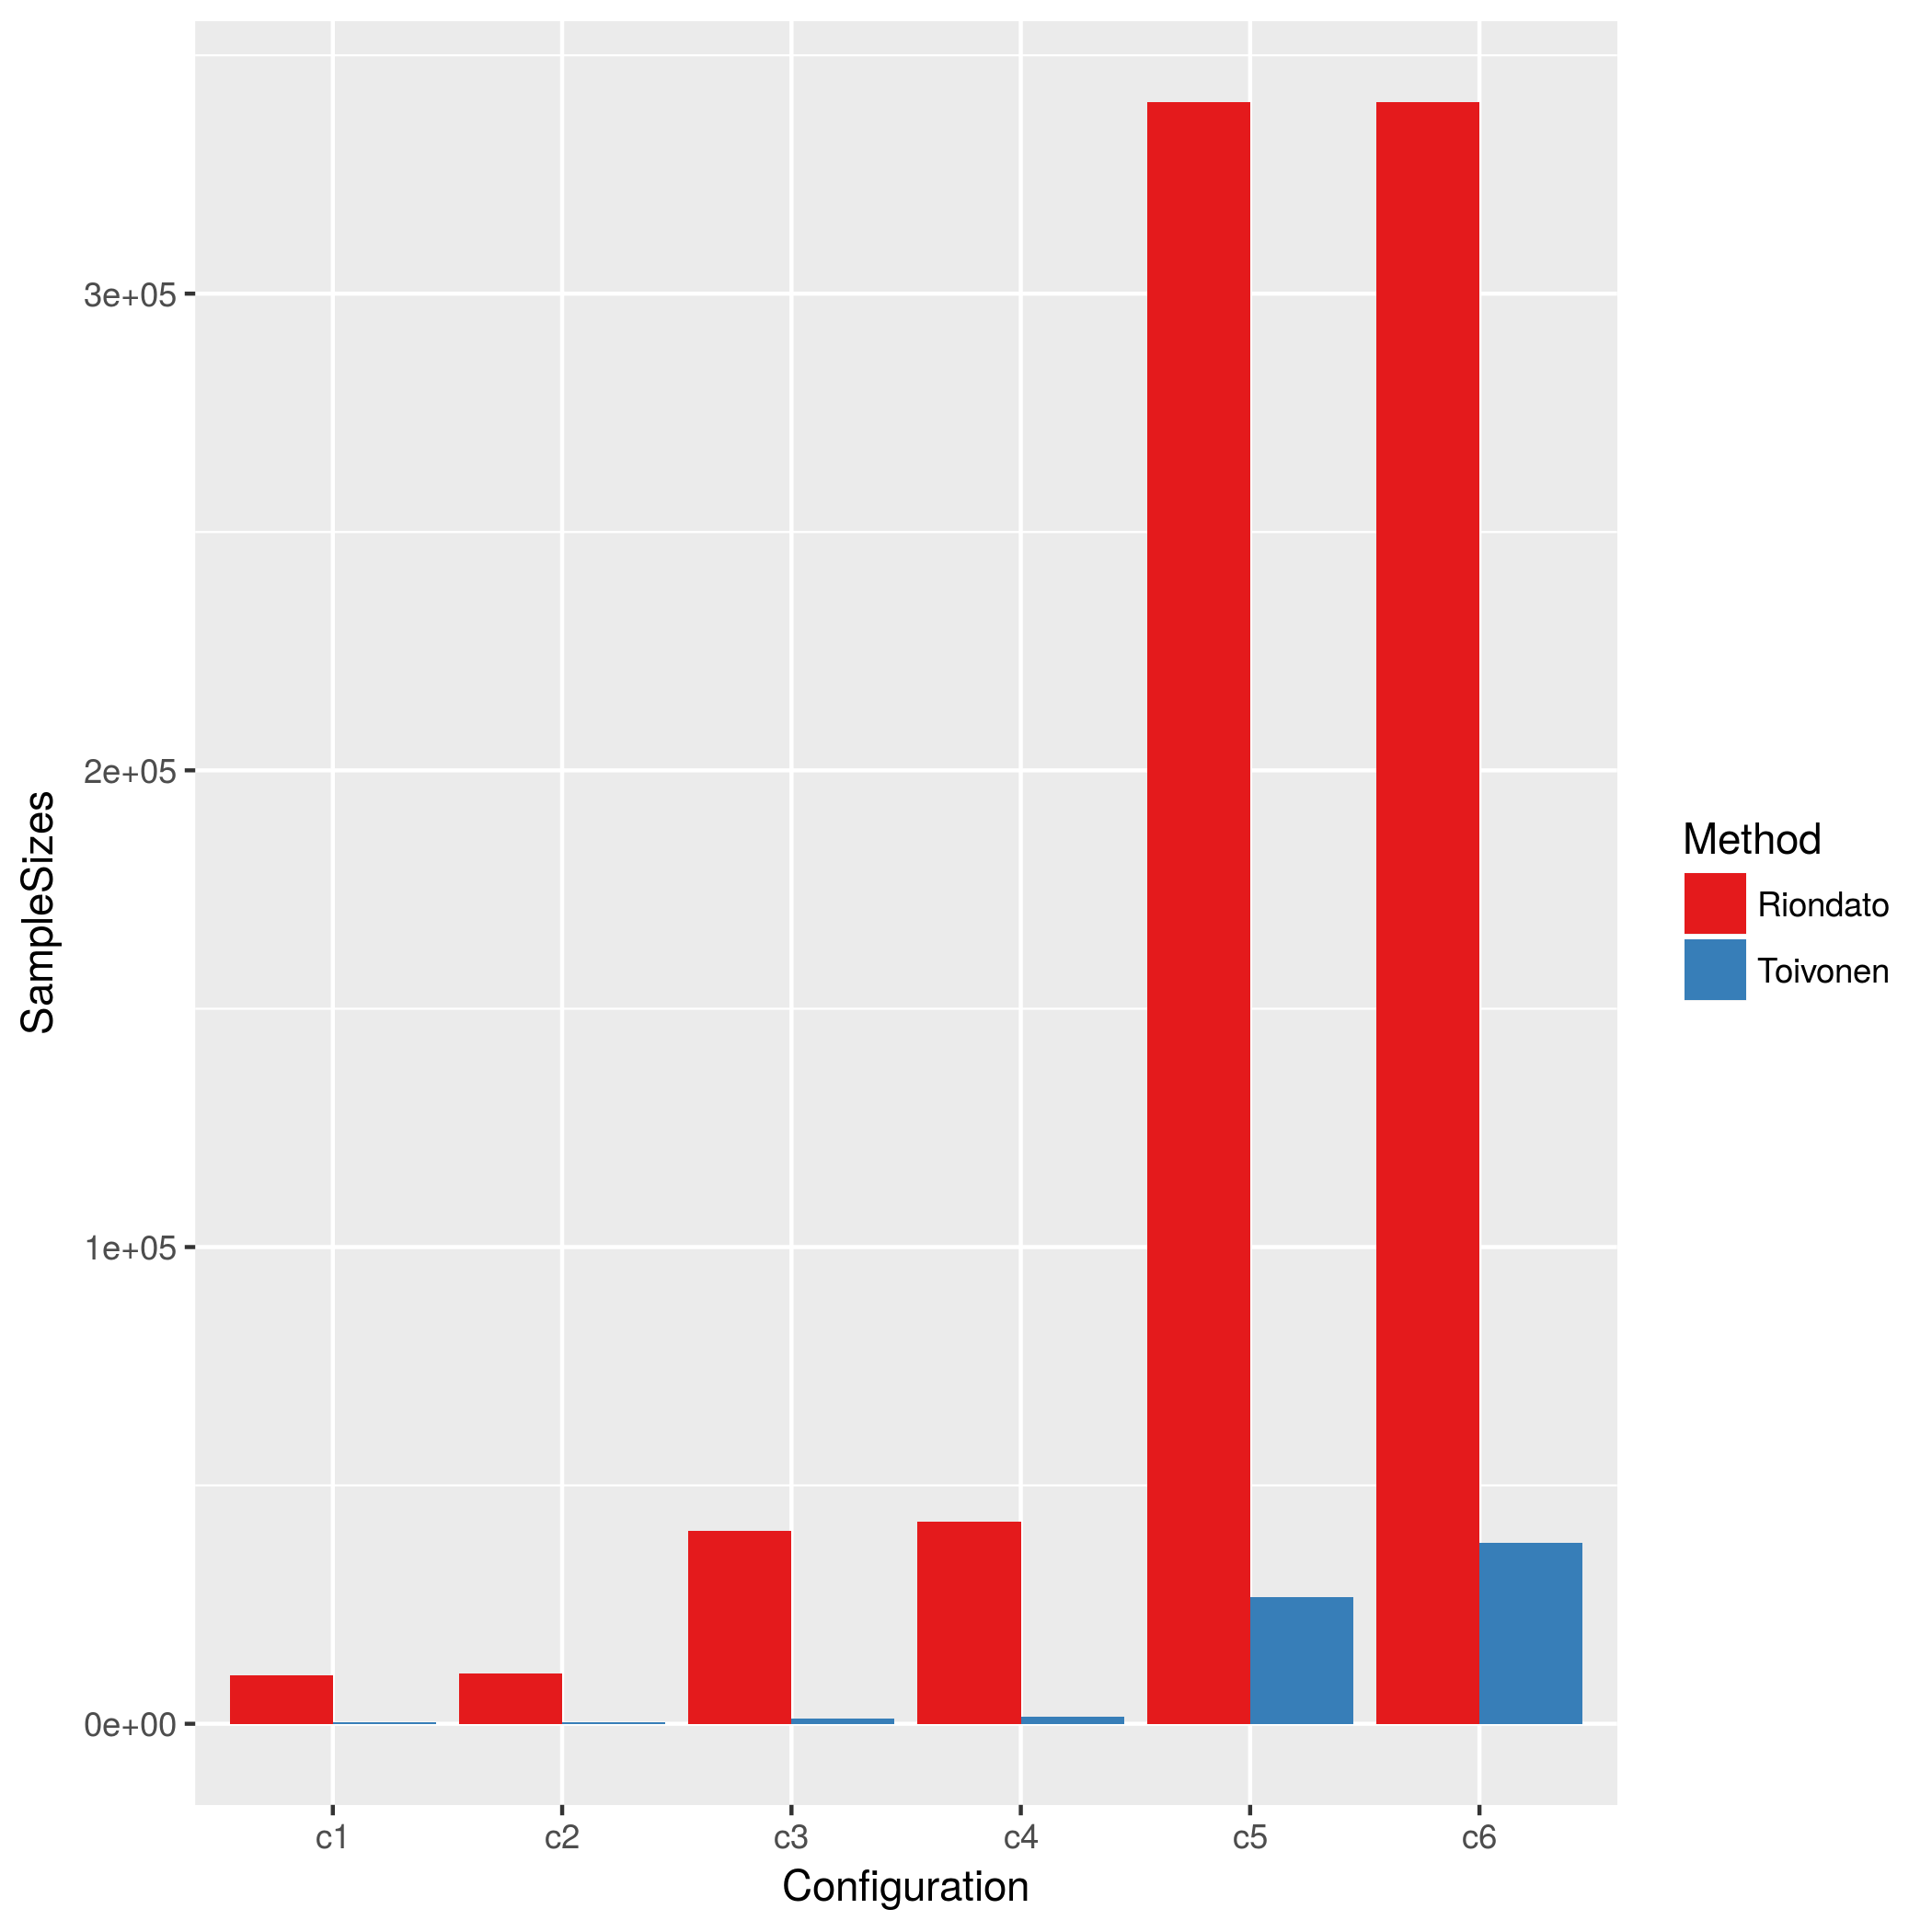 SampleSizes
3e+05
2e+05
1e+05
0e+00
c1 c2 c3 c4 c5 c6
Configuration
Method
Riondato
Toivonen